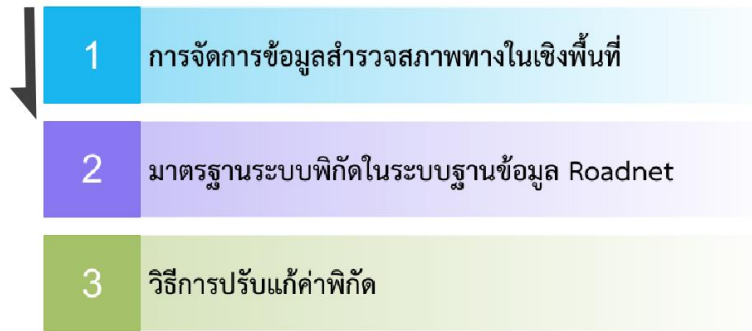 1 การจัดการข้อมูลสำรวจสภาพทางในเชิงพื้นที่
2 มาตรฐานระบบพิกัดในระบบฐานข้อมูล Roadnet
3 วิธีการปรับแก้ค่าพิกัด